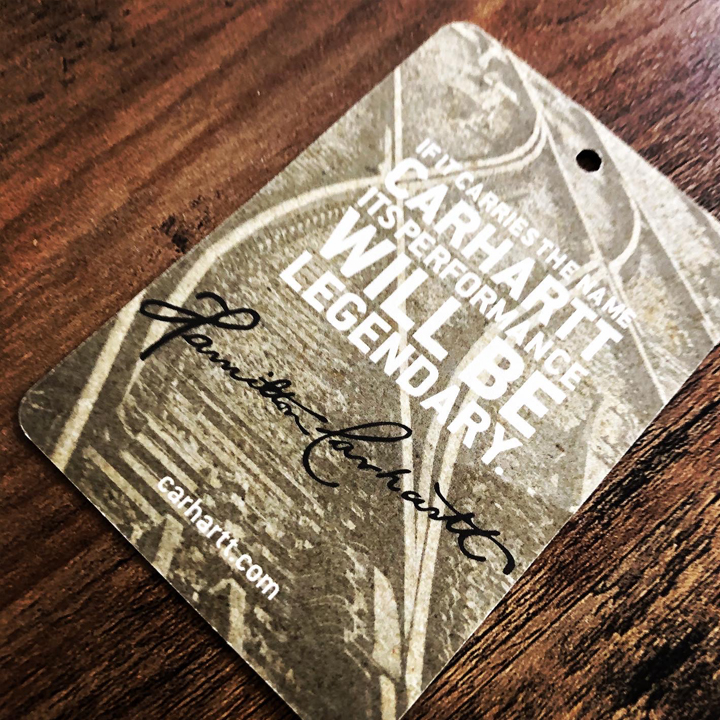 IF IT CARRIES THE NAME
CARHARTT
ITS PERFORMANCE
WILL BE
LEGENDARY.
Hamilton Carhartt
carhartt.com